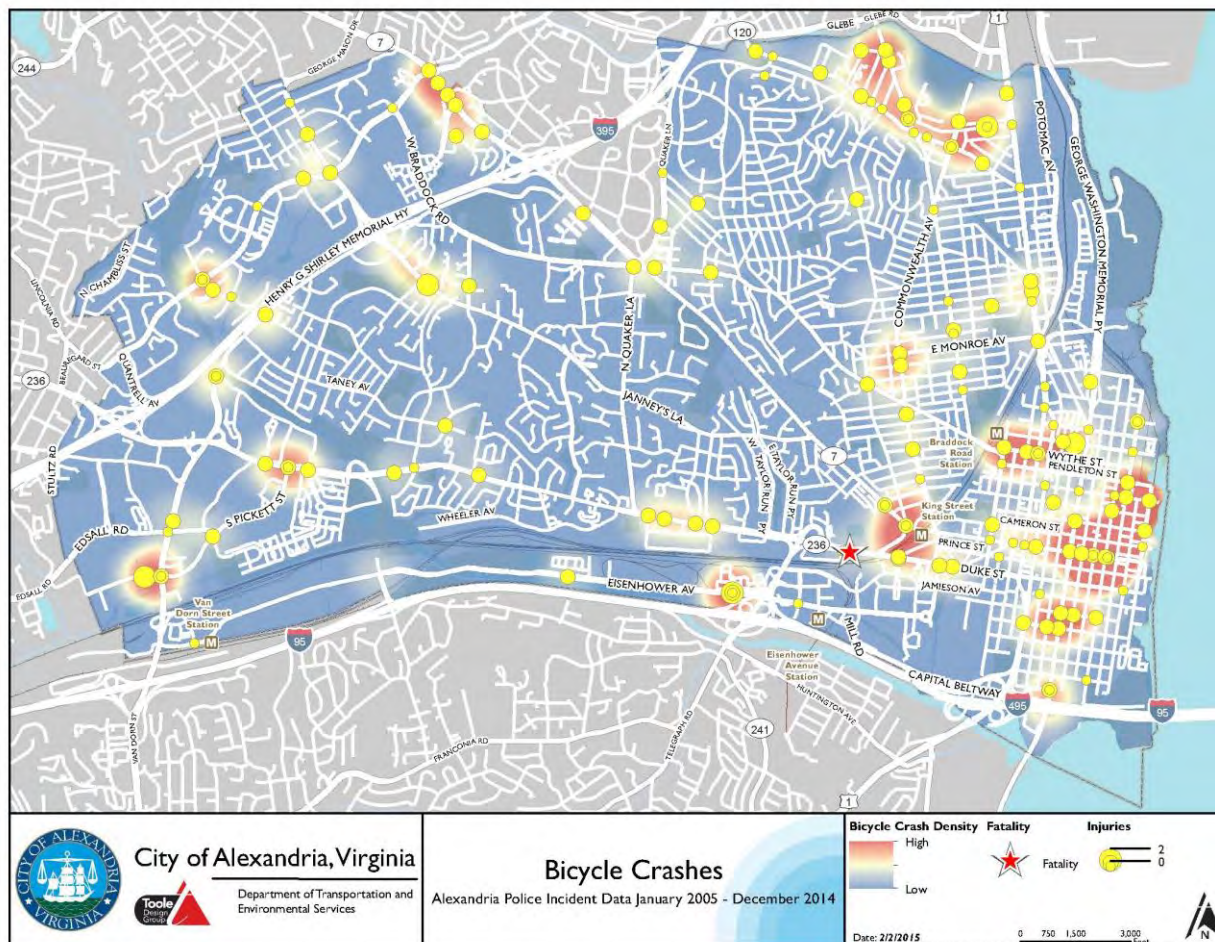 244
7
GEORGE MASON DR
120
GLEBE
GLEBE RD
1
395
QUAKER LN
W BRADDOCK RD
POTOMAC AV
GEORGE WASHINGTON MEMORIAL PY
COMMONWEALTH AV
HENRY G SHIRLEY MEMORIAL HY
N CHAMBLISS ST
LINCOLNIA RD
BEAUREGARD ST
QUANTRELL AV
236
TANEY AV
N QUAKER LA
JANNEY'S LA
E MONROE AV
7
W TAYLOR RUN PY
E TAYLOR RUN PY
Braddock
Road
Station
M
WYTHE ST
PENDLETON ST
King Street
Station
M
CAMERON ST
PRINCE ST
DUKE ST
JAMIESON AV
236
STULTZ RD
EDSALL RD
S PICKETT ST
WHEELER AV
EISENHOWER AV
EDSALL RD
Van
Dorn Street
Station
M
95
M
MILL RD
Eisenhower
Avenue
Station
CAPITAL BELTWAY
HUNTINGTON AVE
495
95
VAN DORN ST
FRANCONIA RD
TELEGRAPH RD
241
1
CITY OF ALEXANDRIA
VIRGINIA
City of Alexandria, Virginia
Toole
Design
Group
Department of Transportation and
Environmental Services
Bicycle Crashes
Alexandria Police Incident Data January 2005 - December 2014
Bicycle Crash Density
High
Low
Fatality
Fatality
Injuries
2
0
Date: 2/2/2015
0 750 1,500 3,000
Feet
N